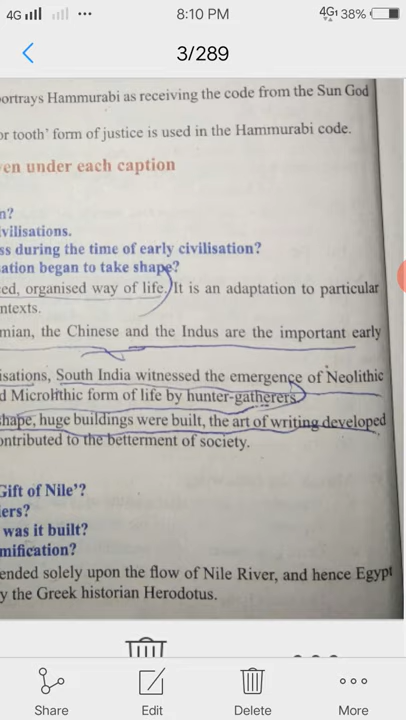 4G 8:10 PM 4G 38%
3/289
portrays Hammurabi as receiving the code from the Sun God
or tooth' form of justice is used in the Hammurabi code.
en under each caption
n?
vilisations.
ss during the time of early civilisation?
ation began to take shape?
ed, organised way of life. It is an adaptation to particular
ntexts.
mian, the Chinese and the Indus are the important early
isations, South India witnessed the emergence of Neolithic
d Microlithic form of life by hunter-gatherers
shape, huge buildings were built, the art of writing developed
ontributed to the betterment of society.
Gift of Nile'?
iers?
was it built?
mification?
ended solely upon the flow of Nile River, and hence Egypt
y the Greek historian Herodotus.
Share Edit Delete More